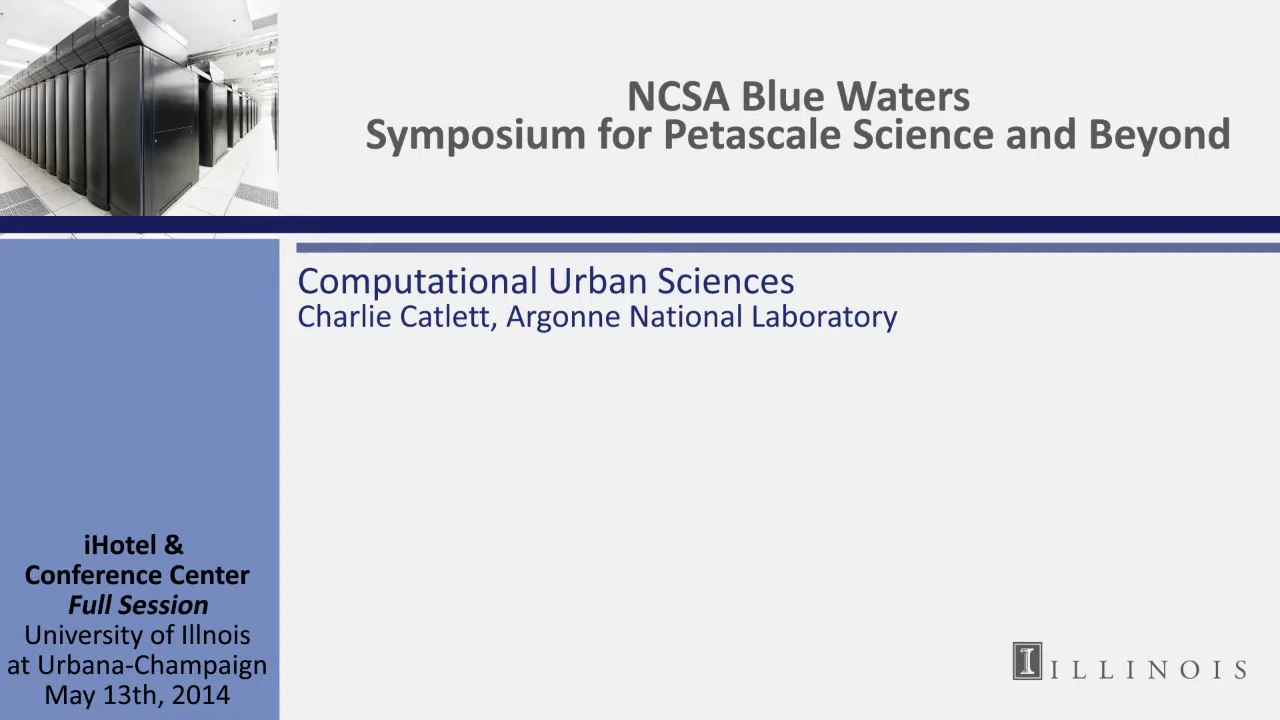 NCSA Blue Waters
Symposium for Petascale Science and Beyond
Computational Urban Sciences
Charlie Catlett, Argonne National Laboratory
iHotel &
Conference Center
Full Session
University of Illnois
at Urbana-Champaign
May 13th, 2014
I ILLINOIS